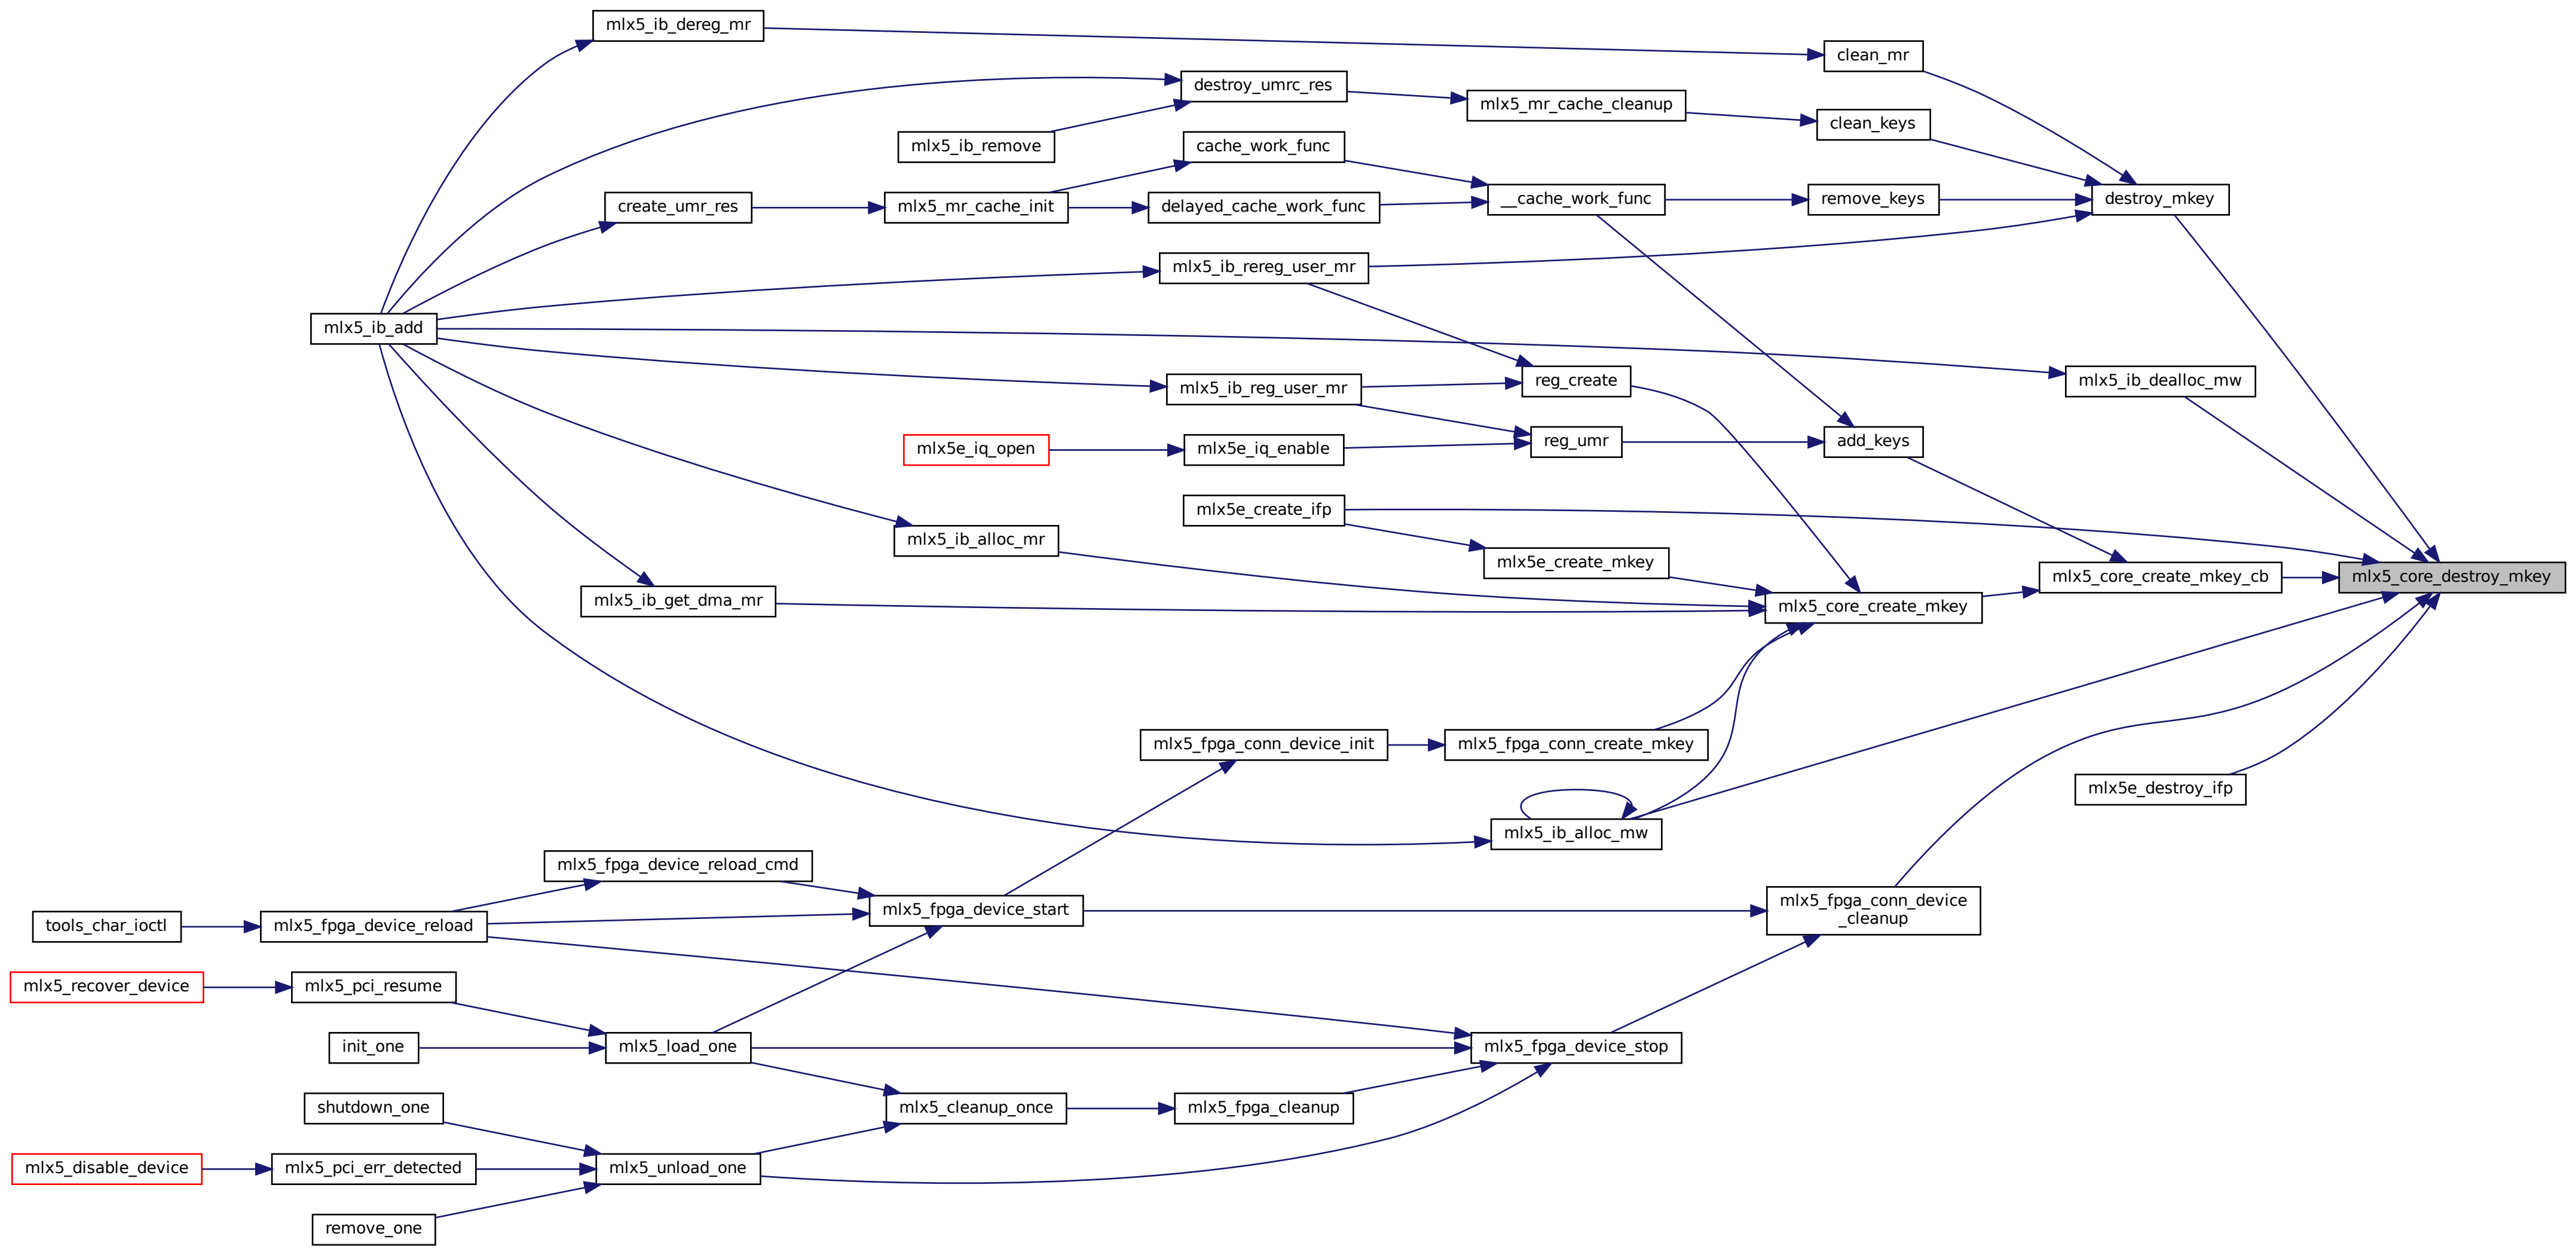 mlx5_ib_dereg_mr
clean_mr
destroy_umrc_res
mlx5_mr_cache_cleanup
clean_keys
mlx5_ib_remove
cache_work_func
create_umr_res
mlx5_mr_cache_init
delayed_cache_work_func
__cache_work_func
remove_keys
destroy_mkey
mlx5_ib_rereg_user_mr
mlx5_ib_add
mlx5_ib_reg_user_mr
reg_create
mlx5_ib_dealloc_mw
mlx5e_iq_open
mlx5e_iq_enable
reg_umr
add_keys
mlx5e_create_ifp
mlx5_ib_alloc_mr
mlx5e_create_mkey
mlx5_core_create_mkey_cb
mlx5_core_destroy_mkey
mlx5_ib_get_dma_mr
mlx5_core_create_mkey
mlx5_fpga_conn_device_init
mlx5_fpga_conn_create_mkey
mlx5e_destroy_ifp
mlx5_ib_alloc_mw
mlx5_fpga_device_reload_cmd
tools_char_ioctl
mlx5_fpga_device_reload
mlx5_fpga_device_start
mlx5_fpga_conn_device
_cleanup
mlx5_recover_device
mlx5_pci_resume
init_one
mlx5_load_one
mlx5_fpga_device_stop
shutdown_one
mlx5_cleanup_once
mlx5_fpga_cleanup
mlx5_disable_device
mlx5_pci_err_detected
mlx5_unload_one
remove_one